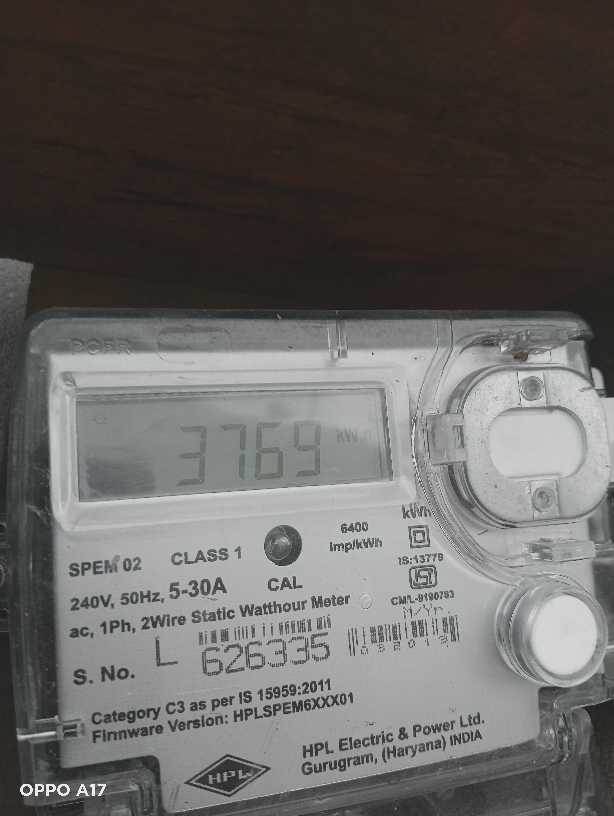 3769 kWh
6400
Imp/kWh
kWh
SPEM 02 CLASS 1
CAL
IS:13779
240V, 50Hz, 5-30A
CM/L-9190783
ac, 1Ph, 2Wire Static Watthour Meter
M/Yr.
S. No. L 626335
Category C3 as per IS 15959:2011
Firmware Version: HPLSPEM6XXX01
HPL
HPL Electric & Power Ltd.
Gurugram, (Haryana) INDIA
OPPO A17